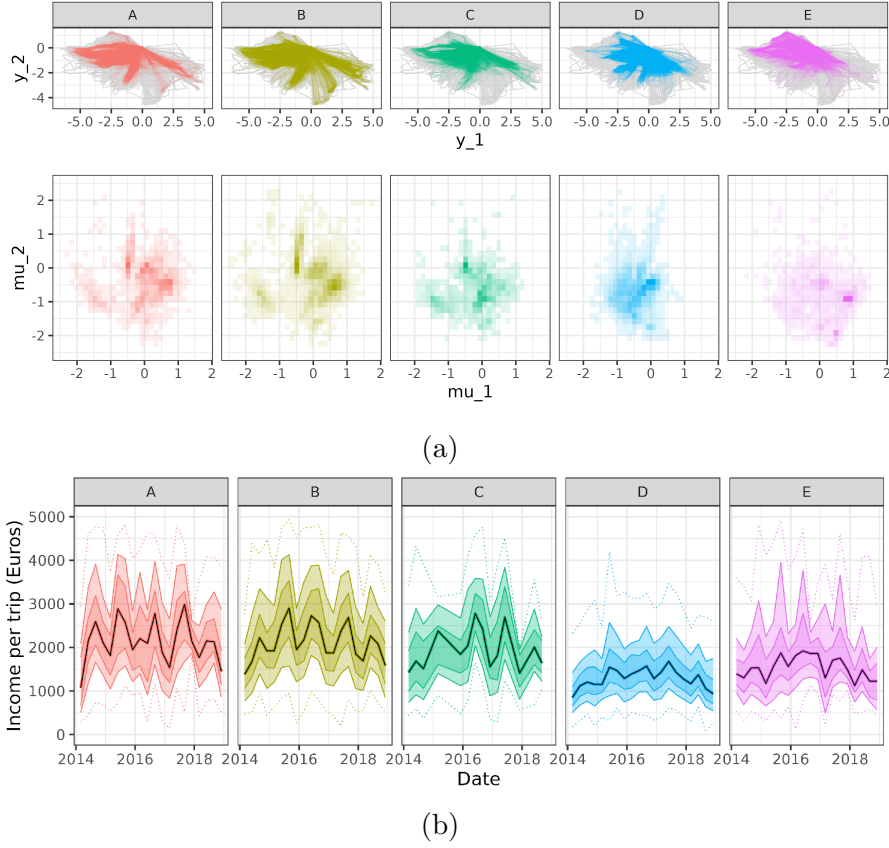 A B C D E
y_2
0
-2
-4
-5.0 -2.5 0.0 2.5 5.0 -5.0 -2.5 0.0 2.5 5.0 -5.0 -2.5 0.0 2.5 5.0 -5.0 -2.5 0.0 2.5 5.0 -5.0 -2.5 0.0 2.5 5.0
y_1
mu_2
2
1
0
-1
-2
-2 -1 0 1 2 -2 -1 0 1 2 -2 -1 0 1 2 -2 -1 0 1 2 -2 -1 0 1 2
mu_1
(a)
A B C D E
Income per trip (Euros)
5000
4000
3000
2000
1000
0
2014 2016 2018 2014 2016 2018 2014 2016 2018 2014 2016 2018 2014 2016 2018
Date
(b)